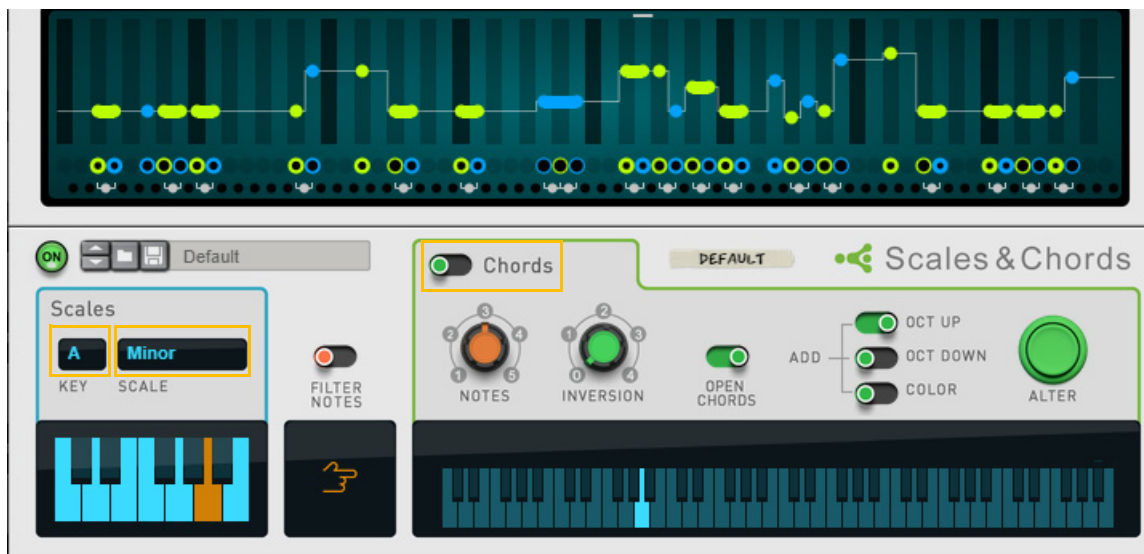 ON
Default
Chords
DEFAULT
Scales & Chords
Scales
A
Minor
KEY
SCALE
FILTER
NOTES
1
2
3
4
5
NOTES
0
1
2
3
4
INVERSION
OPEN
CHORDS
ADD
OCT UP
OCT DOWN
COLOR
ALTER